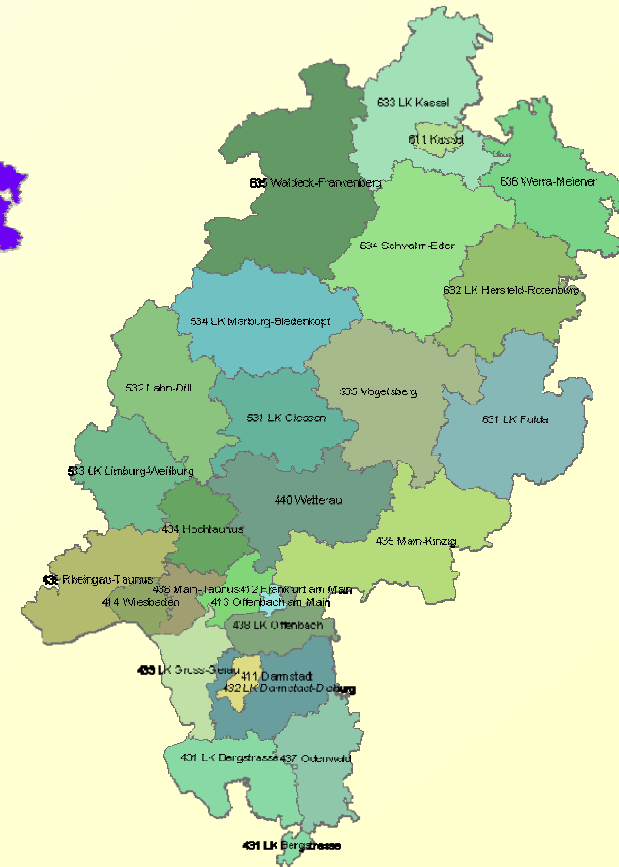 633 LK Kassel
611 Kassel
635 Waldeck-Frankenberg
636 Werra-Meißner
634 Schwalm-Eder
632 LK Hersfeld-Rotenburg
534 LK Marburg-Biedenkopf
532 Lahn-Dill
535 Vogelsberg
531 LK Giessen
631 LK Fulda
533 LK Limburg-Weilburg
440 Wetterau
434 Hochtaunus
435 Main-Kinzig
439 Rheingau-Taunus
436 Main-Taunus
412 Frankfurt am Main
414 Wiesbaden
413 Offenbach am Main
438 LK Offenbach
433 LK Gross-Gerau
411 Darmstadt
432 LK Darmstadt-Dieburg
431 LK Bergstrasse
437 Odenwald
431 LK Bergstrasse